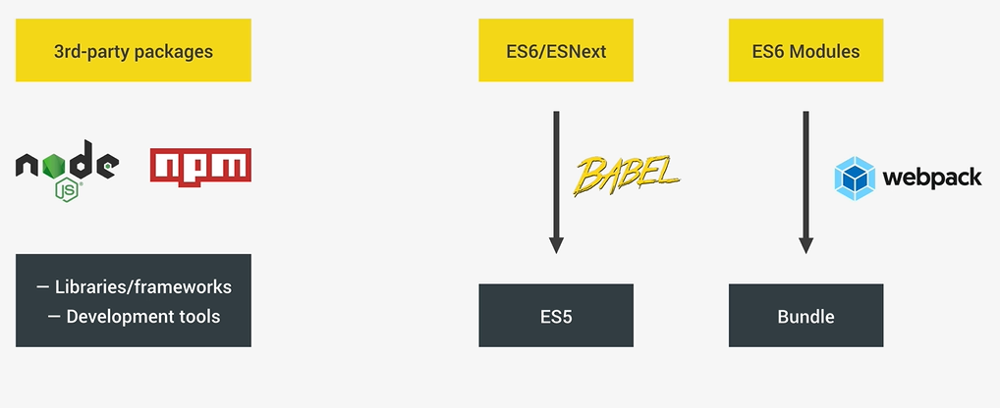 3rd-party packages
ES6/ESNext
ES6 Modules
node
JS
npm
BABEL
webpack
— Libraries/frameworks
— Development tools
ES5
Bundle